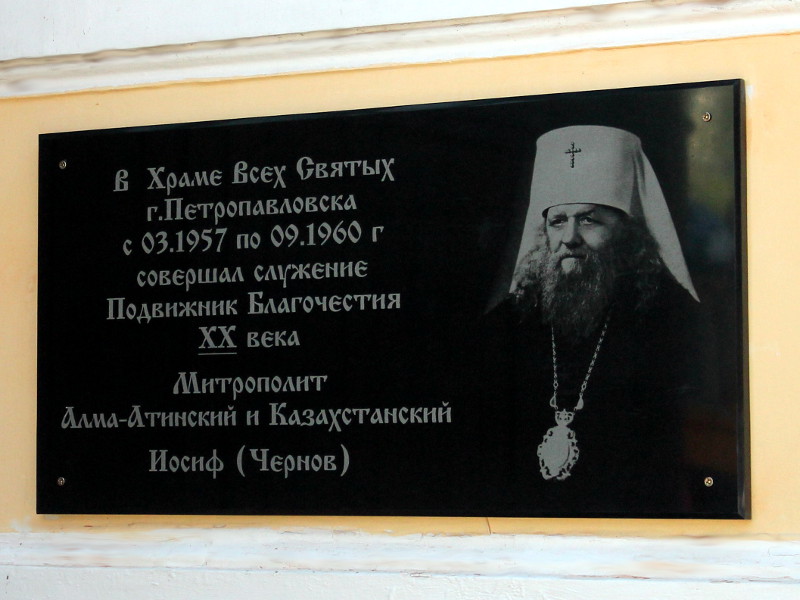 в Храме Всех Святых
г.Петропавловска
с 03.1957 по 09.1960 г
совершал служение
Подвижник Благочестия
XX века
Митрополит
Алма-Атинский и Казахстанский
Иосиф (Чернов)